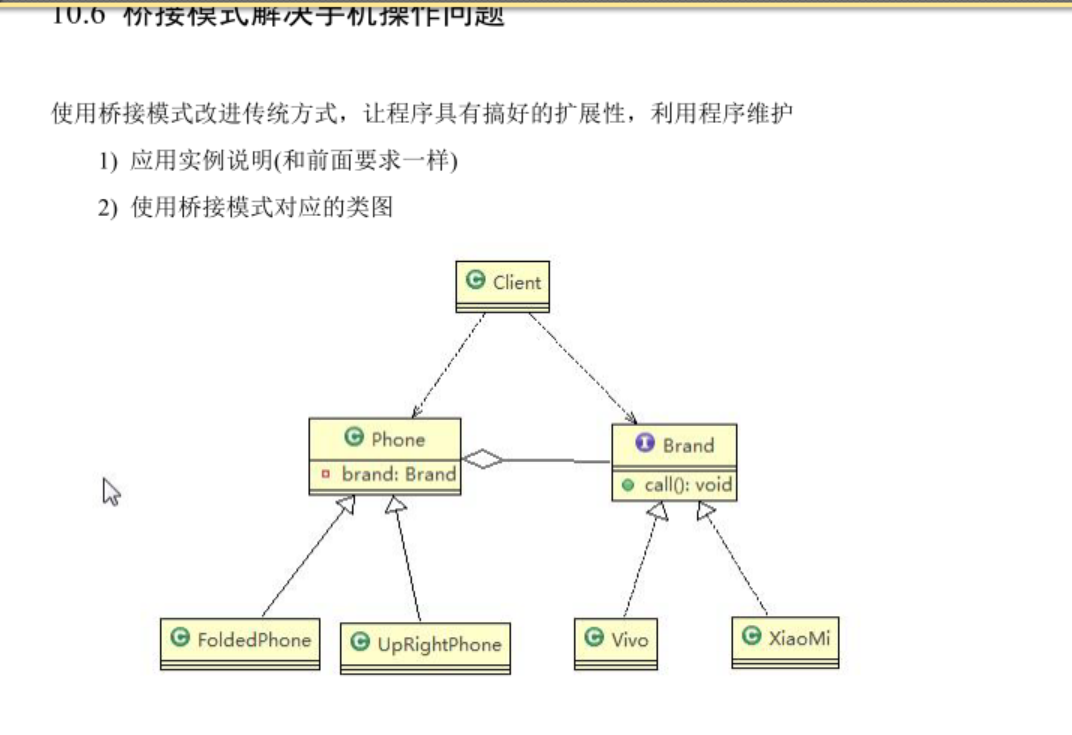 10.6 桥接模式解决手机操作问题
使用桥接模式改进传统方式，让程序具有搞好的扩展性，利用程序维护
1) 应用实例说明(和前面要求一样)
2) 使用桥接模式对应的类图
C Client
C Phone
brand: Brand
I Brand
call(): void
C FoldedPhone
C UpRightPhone
C Vivo
C XiaoMi